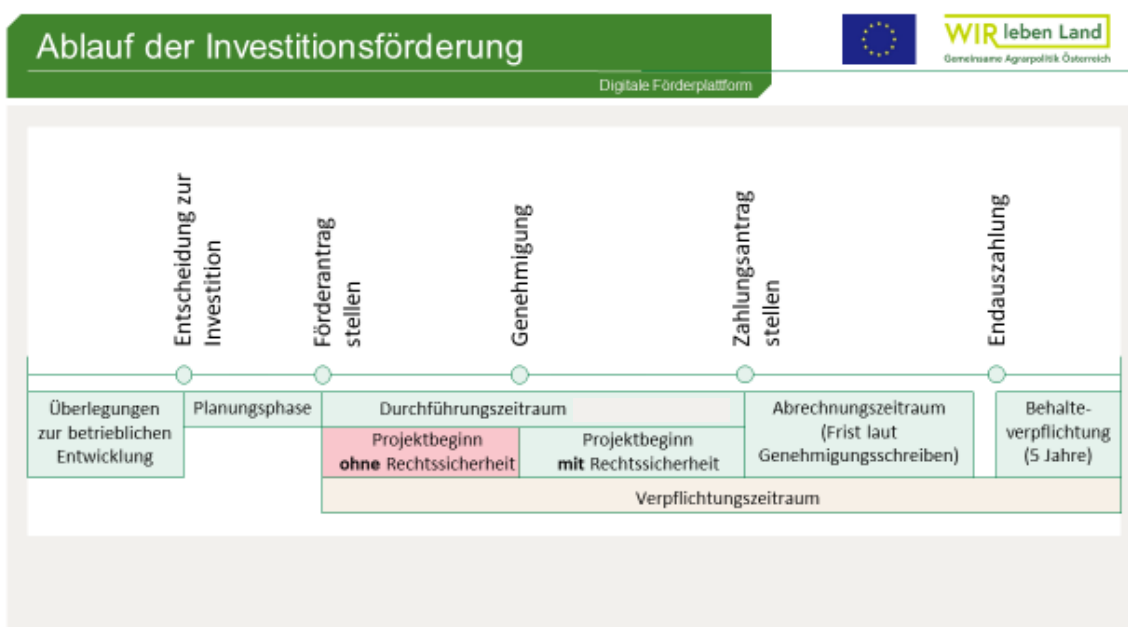 Ablauf der Investitionsförderung
WIR leben Land
Gemeinsame Agrarpolitik Österreich
Digitale Förderplattform
Entscheidung zur
Investition
Förderantrag
stellen
Genehmigung
Zahlungsantrag
stellen
Endauszahlung
Überlegungen
zur betrieblichen
Entwicklung
Planungsphase
Durchführungszeitraum
Projektbeginn
ohne Rechtssicherheit
Projektbeginn
mit Rechtssicherheit
Abrechnungszeitraum
(Frist laut
Genehmigungsschreiben)
Behalte-
verpflichtung
(5 Jahre)
Verpflichtungszeitraum